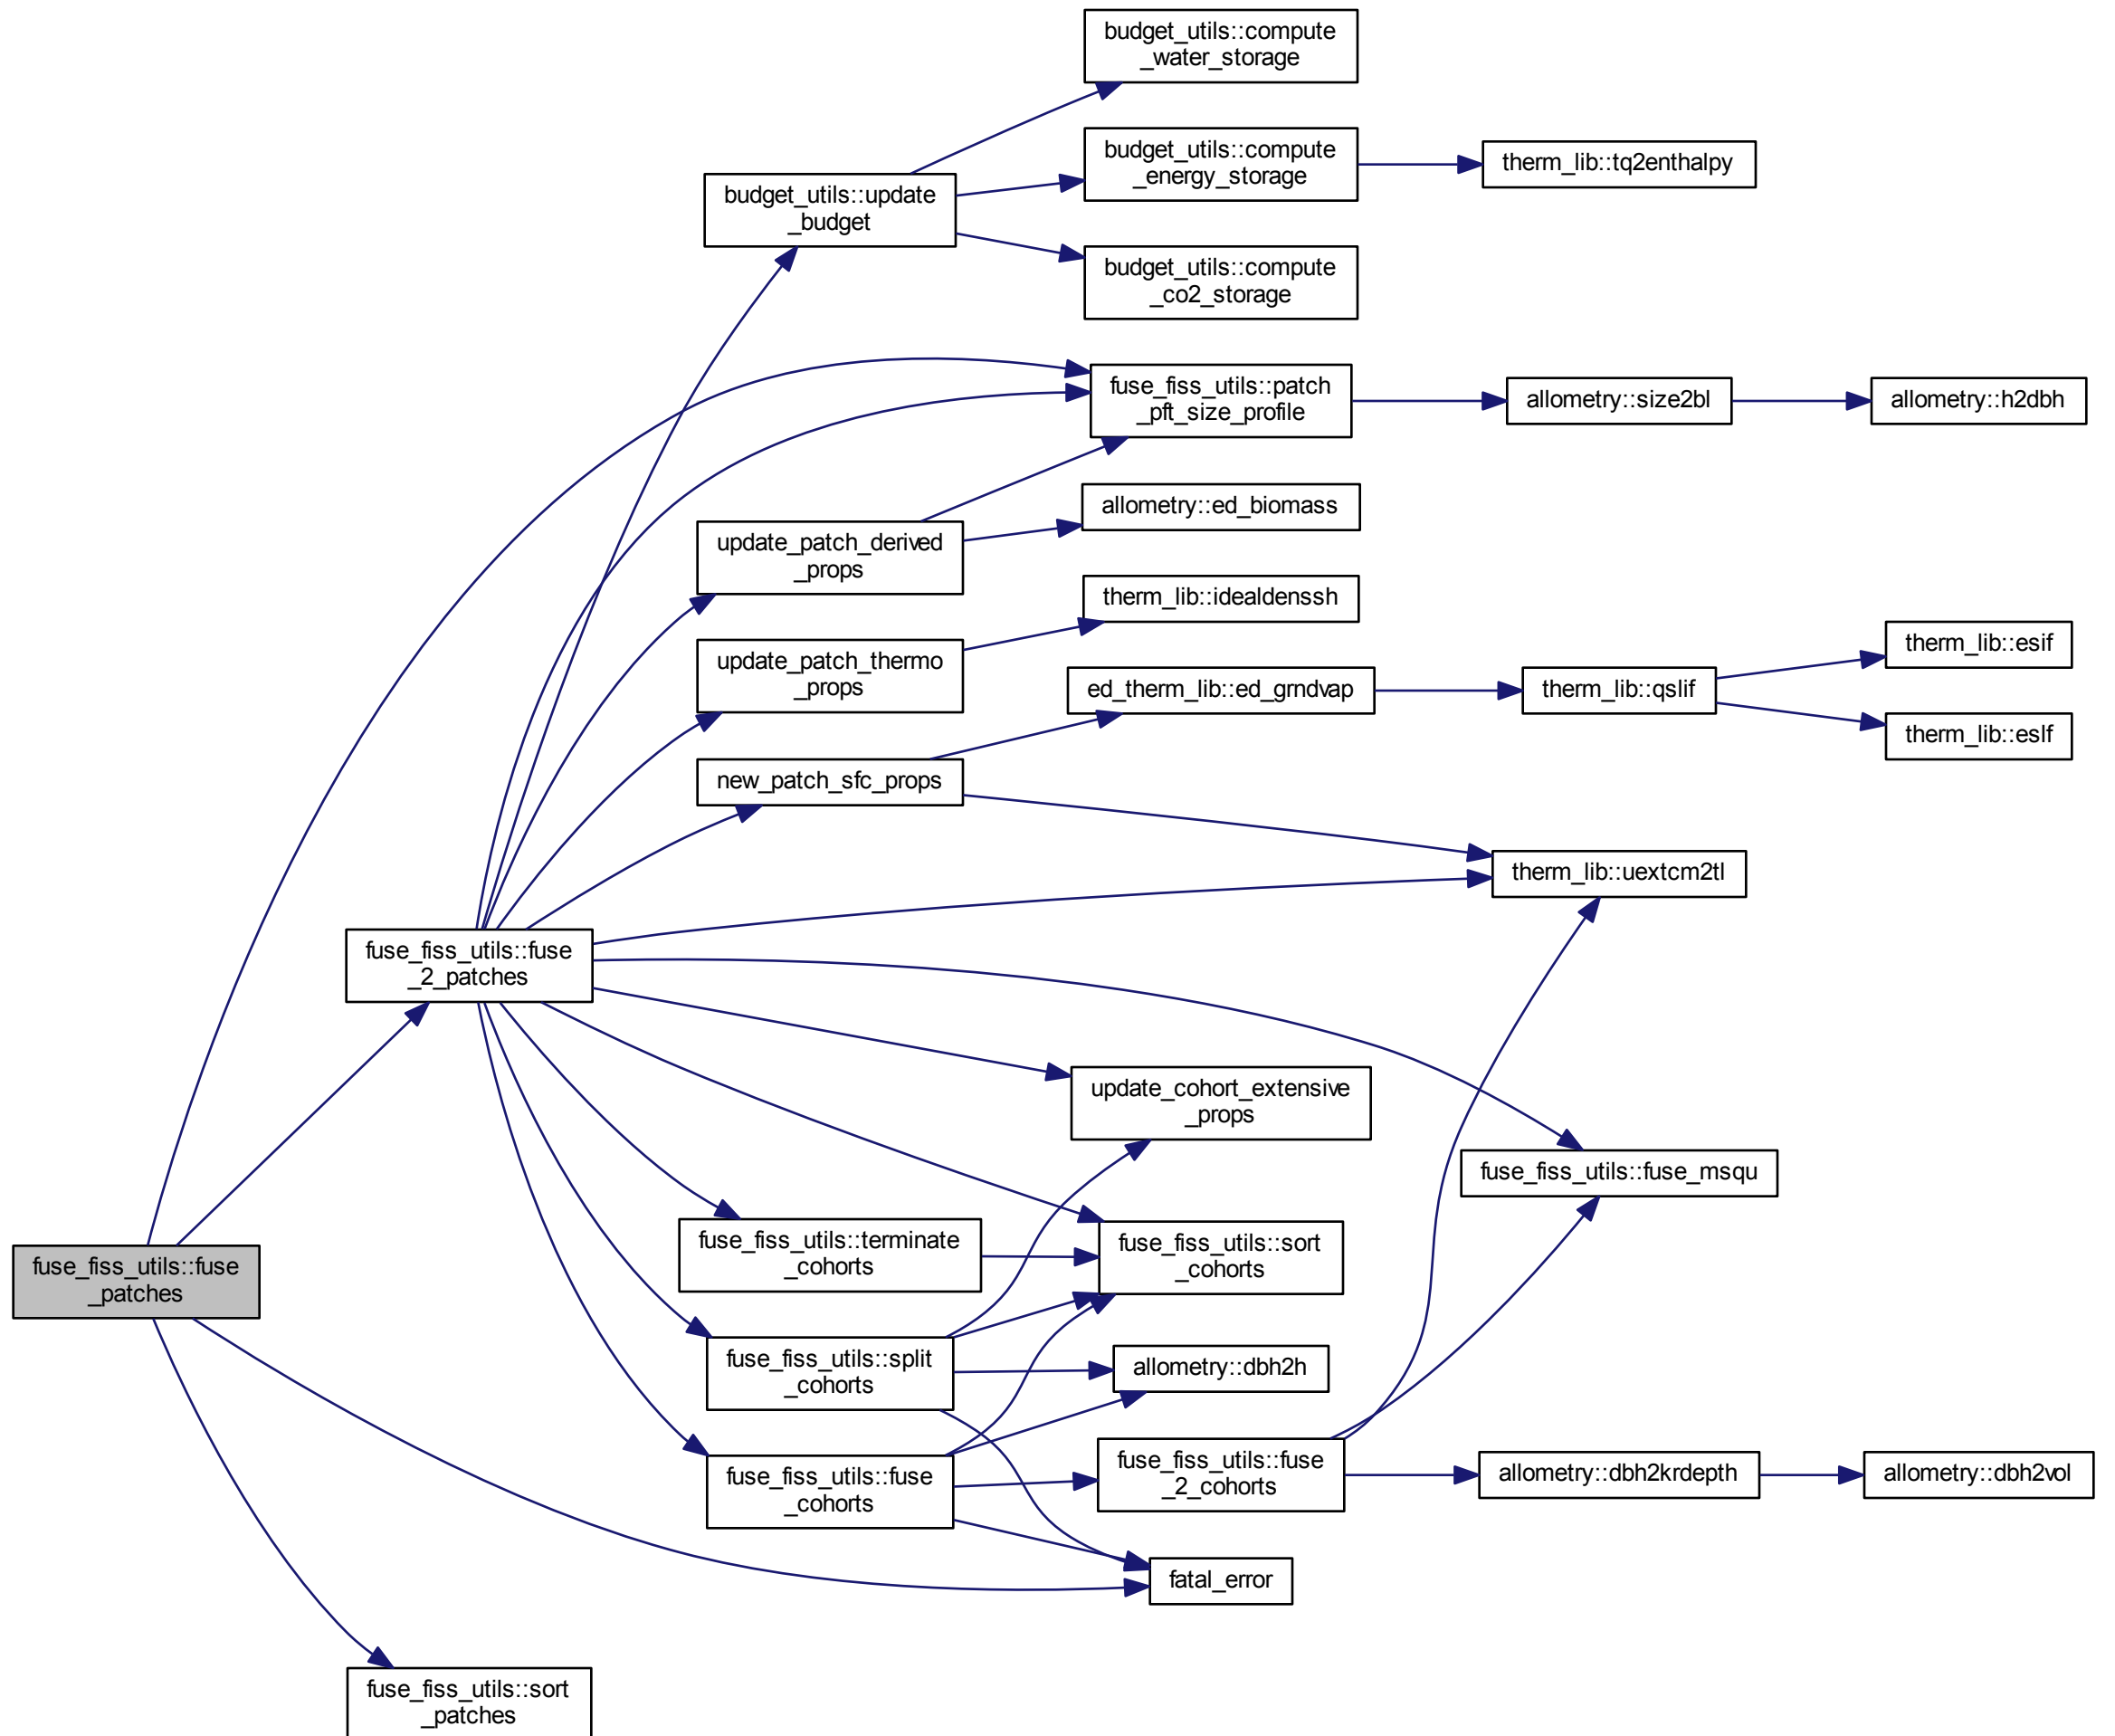 budget_utils::compute
_water_storage
budget_utils::compute
_energy_storage
therm_lib::tq2enthalpy
budget_utils::update
_budget
budget_utils::compute
_co2_storage
fuse_fiss_utils::patch
_pft_size_profile
allometry::size2bl
allometry::h2dbh
allometry::ed_biomass
update_patch_derived
_props
therm_lib::idealdenssh
update_patch_thermo
_props
therm_lib::esif
ed_therm_lib::ed_grndvap
therm_lib::qslif
therm_lib::eslf
new_patch_sfc_props
therm_lib::uextcm2tl
fuse_fiss_utils::fuse
_2_patches
update_cohort_extensive
_props
fuse_fiss_utils::fuse_msqu
fuse_fiss_utils::terminate
_cohorts
fuse_fiss_utils::sort
_cohorts
fuse_fiss_utils::fuse
_patches
fuse_fiss_utils::split
_cohorts
allometry::dbh2h
fuse_fiss_utils::fuse
_cohorts
fuse_fiss_utils::fuse
_2_cohorts
allometry::dbh2krdepth
allometry::dbh2vol
fatal_error
fuse_fiss_utils::sort
_patches